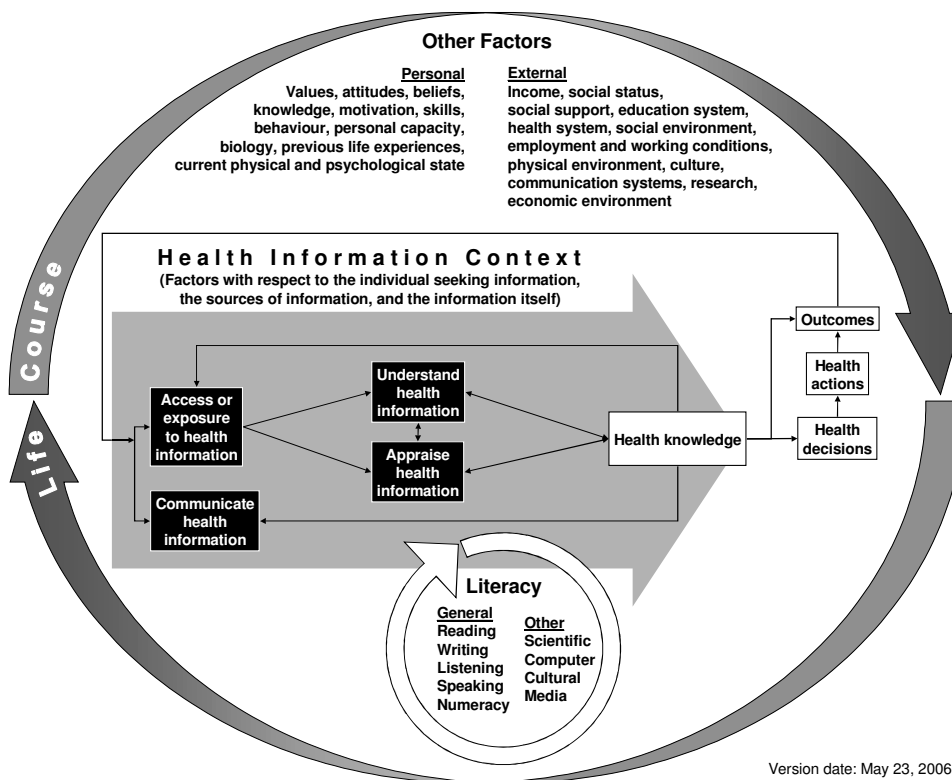 Other Factors
Personal
Values, attitudes, beliefs,
knowledge, motivation, skills,
behaviour, personal capacity,
biology, previous life experiences,
current physical and psychological state
External
Income, social status,
social support, education system,
health system, social environment,
employment and working conditions,
physical environment, culture,
communication systems, research,
economic environment
Life Course
Health Information Context
(Factors with respect to the individual seeking information,
the sources of information, and the information itself)
Access or
exposure
to health
information
Understand
health
information
Appraise
health
information
Communicate
health
information
Health knowledge
Outcomes
Health
actions
Health
decisions
Literacy
General
Reading
Writing
Listening
Speaking
Numeracy
Other
Scientific
Computer
Cultural
Media
Version date: May 23, 2006